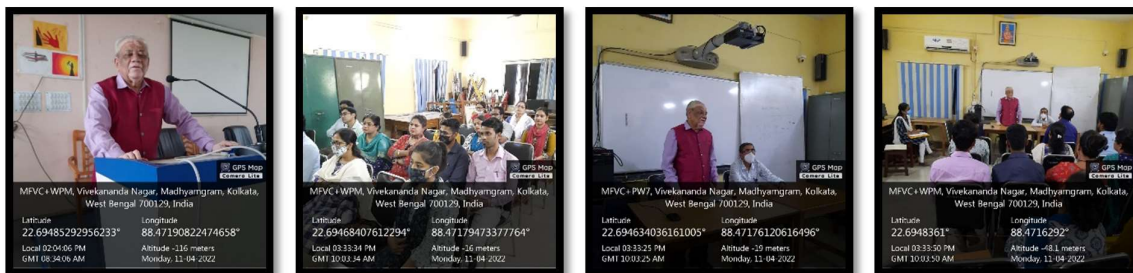 GPS Map
Camera Lite
MFVC+WPM, Vivekananda Nagar, Madhyamgram, Kolkata,
West Bengal 700129, India
Latitude
Longitude
22.69485292956233°
88.47190822474658°
Local 02:04:06 PM
Altitude -116 meters
GMT 08:34:06 AM
Monday, 11-04-2022
GPS Map
Camera Lite
MFVC+WPM, Vivekananda Nagar, Madhyamgram, Kolkata,
West Bengal 700129, India
Latitude
Longitude
22.69468407612294°
88.47179473377764°
Local 03:33:34 PM
Altitude -16 meters
GMT 10:03:34 AM
Monday, 11-04-2022
GPS Map
Camera Lite
MFVC+PW7, Vivekananda Nagar, Madhyamgram, Kolkata,
West Bengal 700129, India
Latitude
Longitude
22.694634036161005°
88.47176120616496°
Local 03:33:25 PM
Altitude -19 meters
GMT 10:03:25 AM
Monday, 11-04-2022
GPS Map
Camera Lite
MFVC+WPM, Vivekananda Nagar, Madhyamgram, Kolkata,
West Bengal 700129, India
Latitude
Longitude
22.6948361°
88.4716292°
Local 03:33:50 PM
Altitude -48.1 meters
GMT 10:03:50 AM
Monday, 11-04-2022